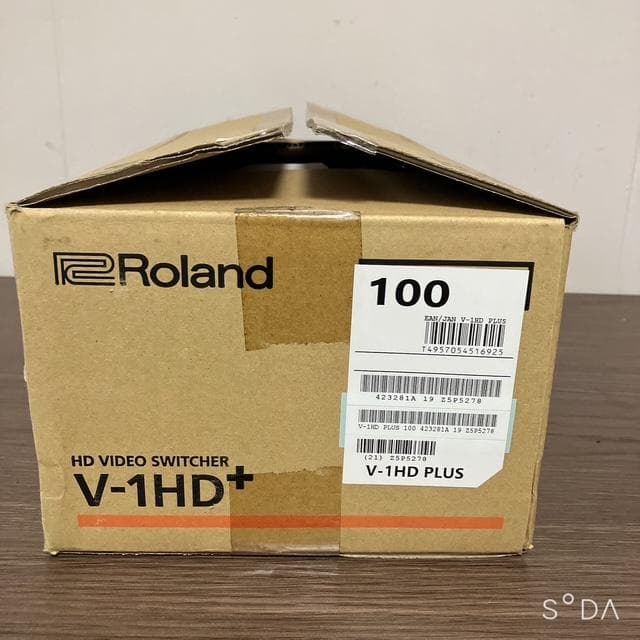 Roland
100
EAN/JAN V-1HD PLUS
T4957054516925
423281A 19 Z5P5278
V-1HD PLUS 100 423281A 19 Z5P5278
(21) Z5P5278
V-1HD PLUS
HD VIDEO SWITCHER
V-1HD+
S°DA